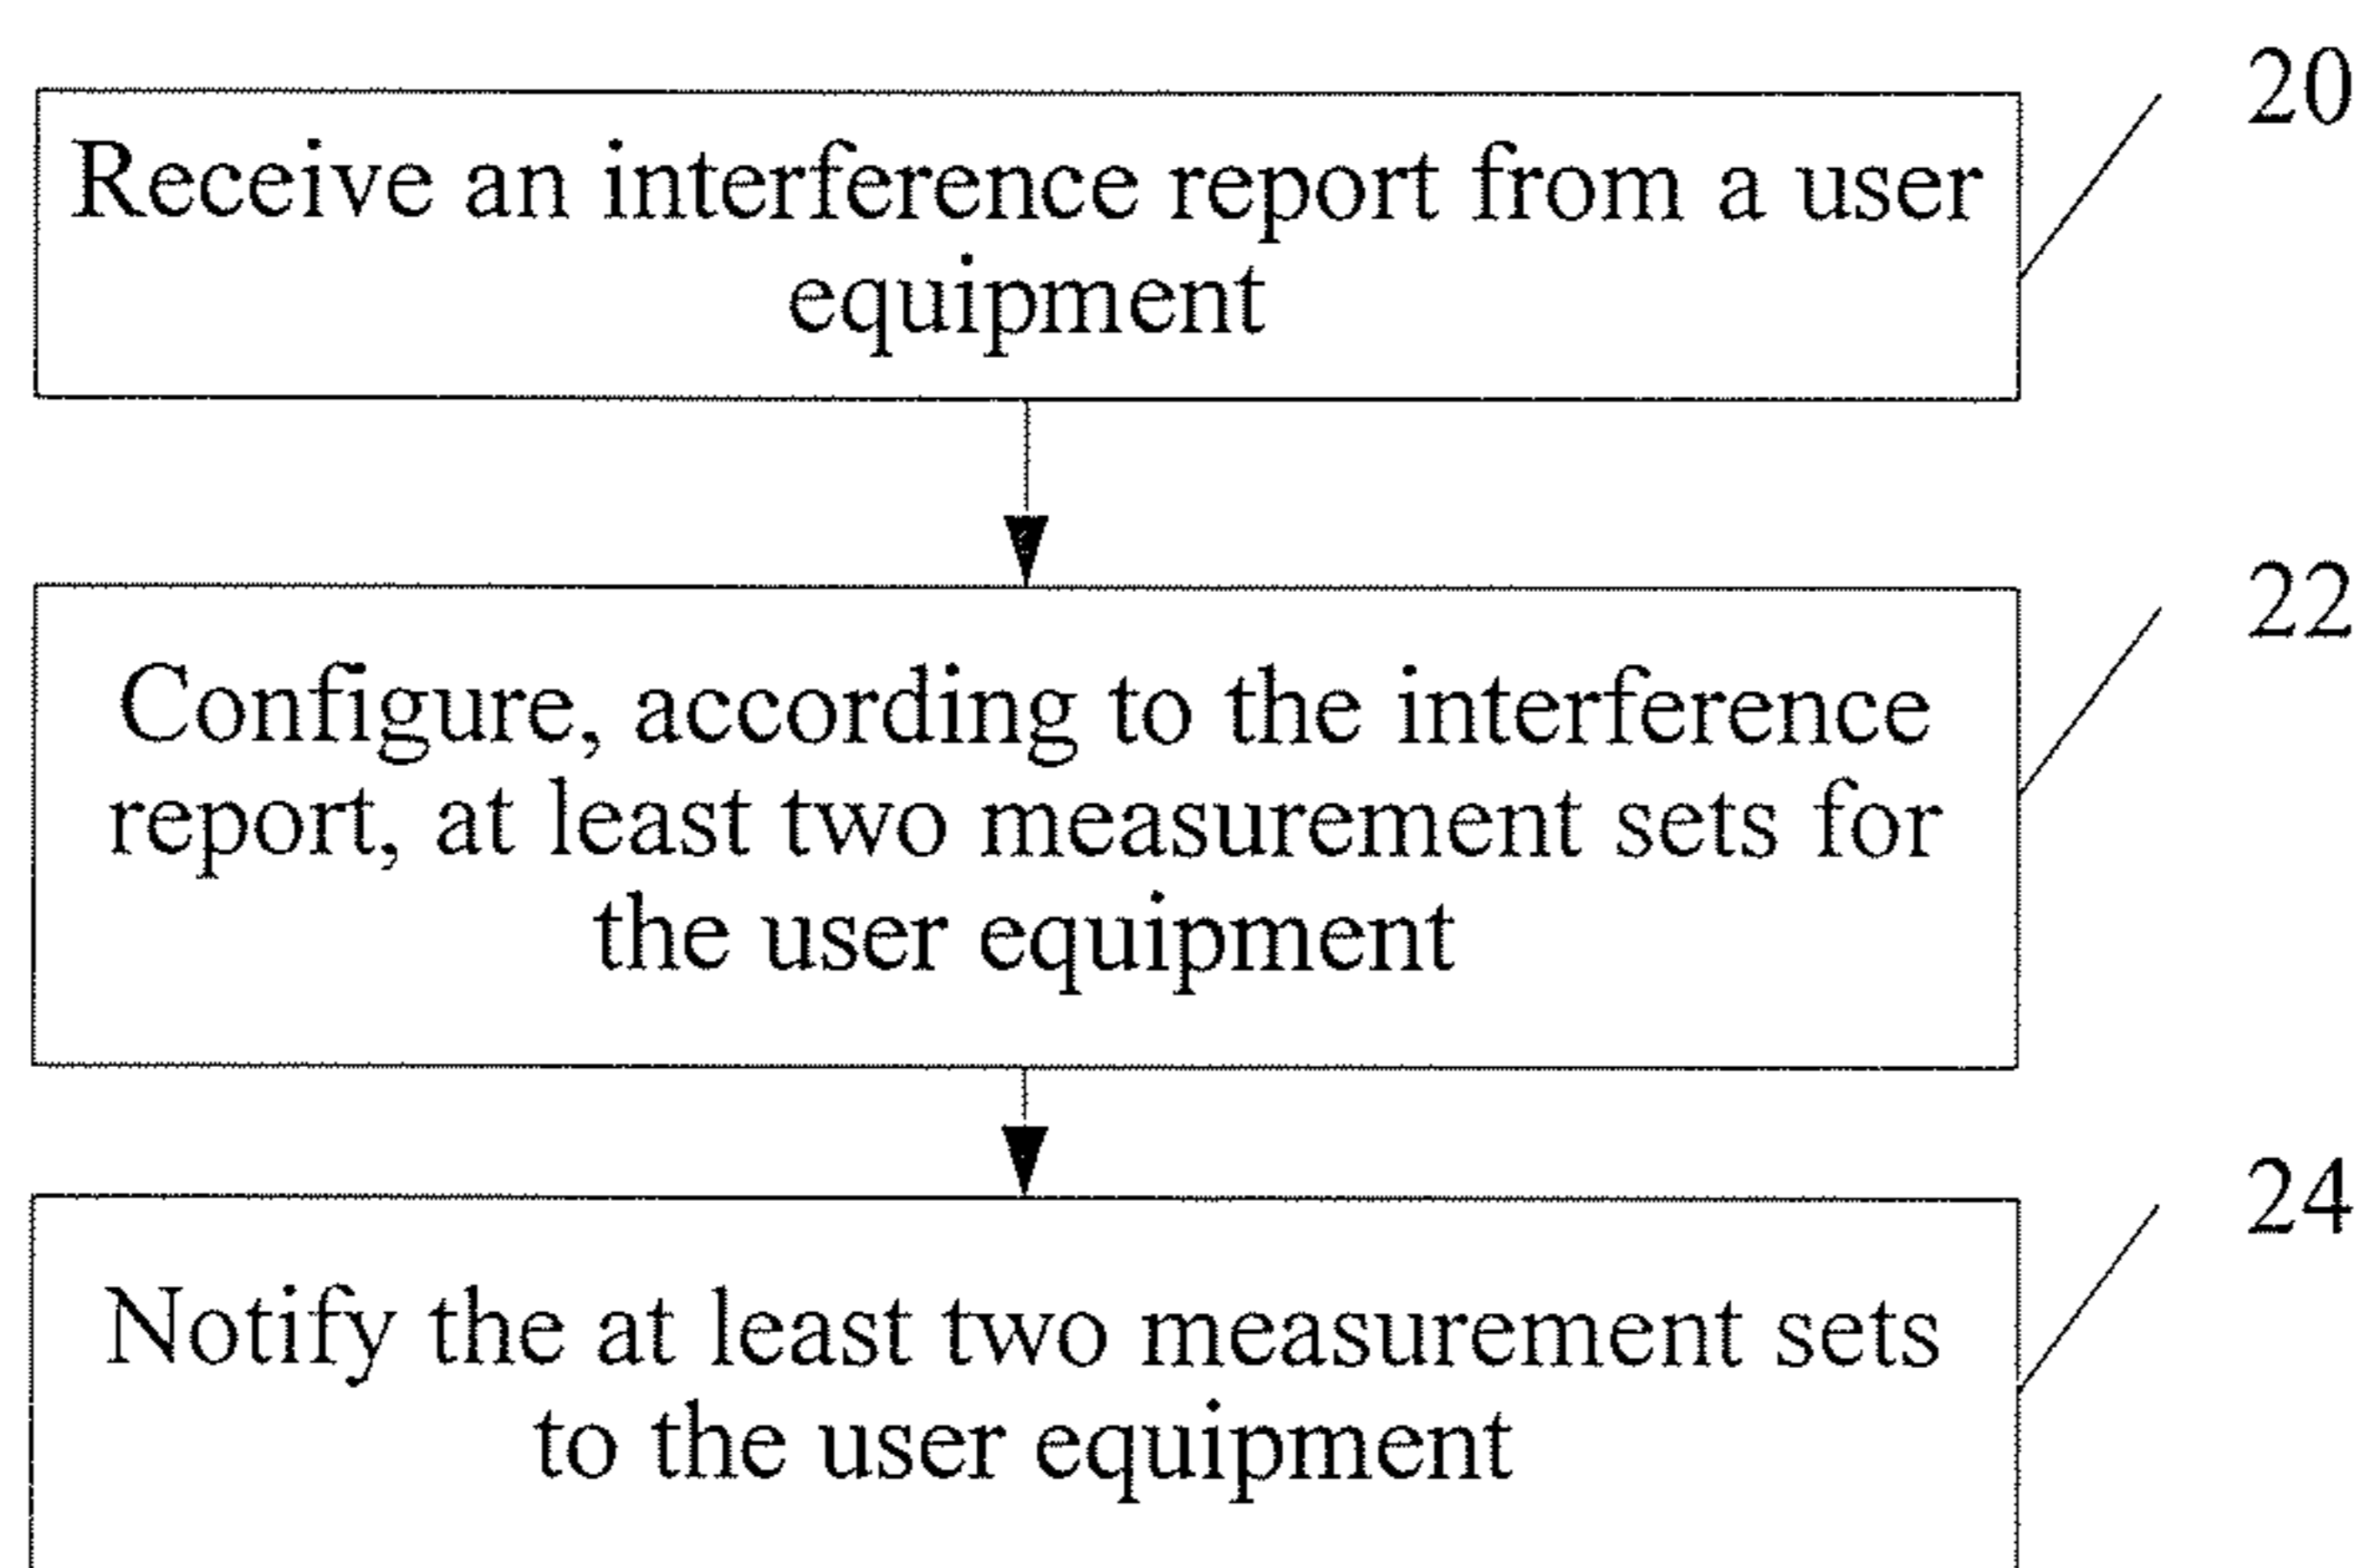 20
Receive an interference report from a user
equipment
22
Configure, according to the interference
report, at least two measurement sets for
the user equipment
24
Notify the at least two measurement sets
to the user equipment